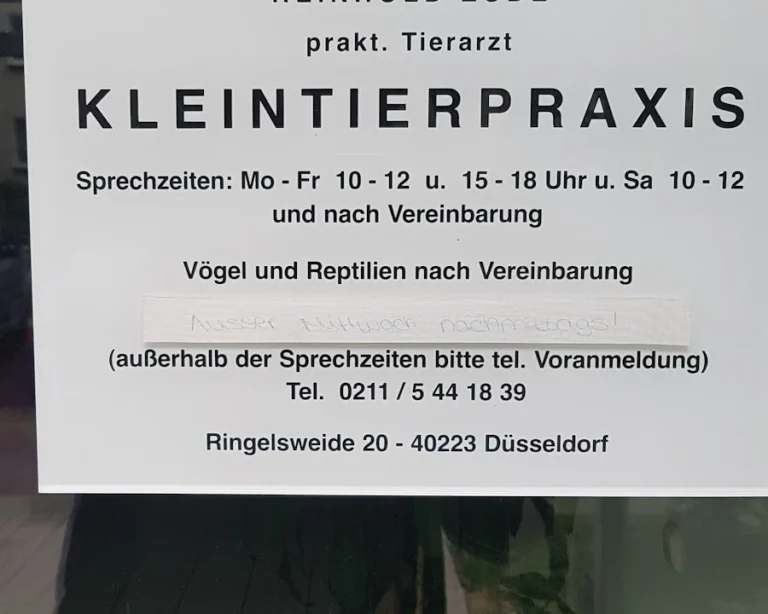 prakt. Tierarzt
KLEINTIERPRAXIS
Sprechzeiten: Mo - Fr 10 - 12 u. 15 - 18 Uhr u. Sa 10 - 12
und nach Vereinbarung
Vögel und Reptilien nach Vereinbarung
Ausser Mittwoch nachmittags!
(außerhalb der Sprechzeiten bitte tel. Voranmeldung)
Tel. 0211 / 5 44 18 39
Ringelsweide 20 - 40223 Düsseldorf